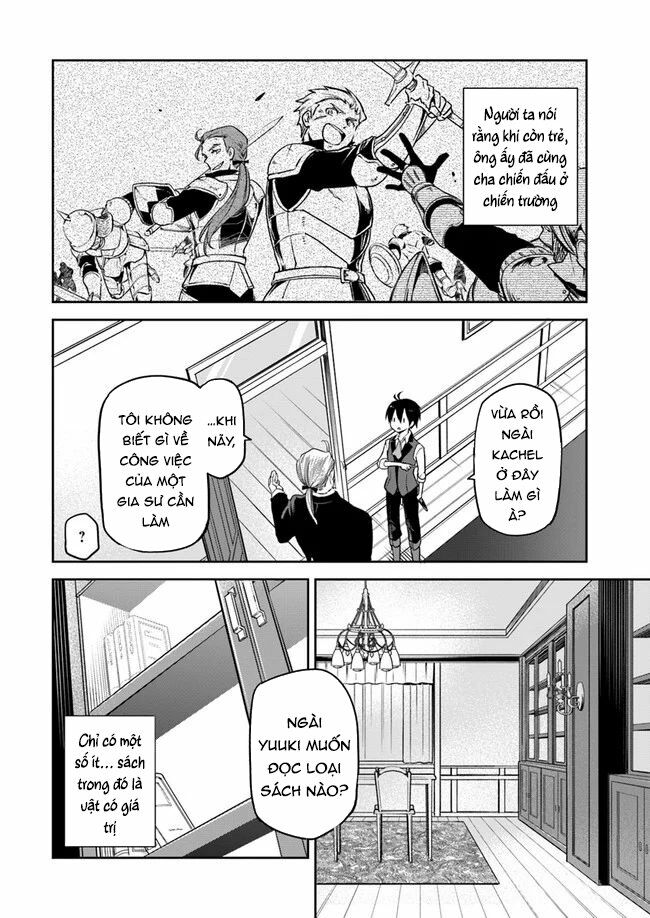 Người ta nói
rằng khi còn trẻ,
ông ấy đã cùng
cha chiến đấu ở
chiến trường
VỪA RỒI
NGÀI
KACHEL
Ở ĐÂY
LÀM GÌ
Ạ?
...KHI
NÀY,
TÔI KHÔNG
BIẾT GÌ VỀ
CÔNG VIỆC
CỦA MỘT
GIA SƯ CẦN
LÀM
?
NGÀI
YUUKI MUỐN
ĐỌC LOẠI
SÁCH NÀO?
Chỉ có một
số ít... sách
trong đó là
vật có giá
trị